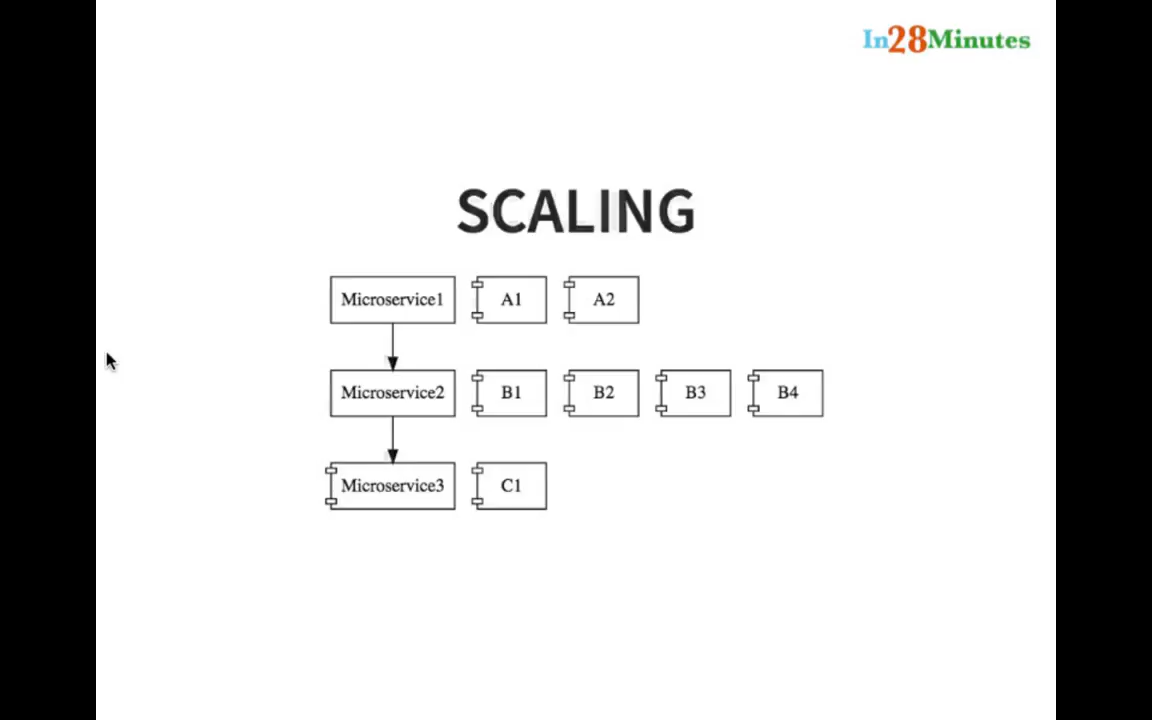 In28Minutes
SCALING
Microservice1 A1 A2
Microservice2 B1 B2 B3 B4
Microservice3 C1